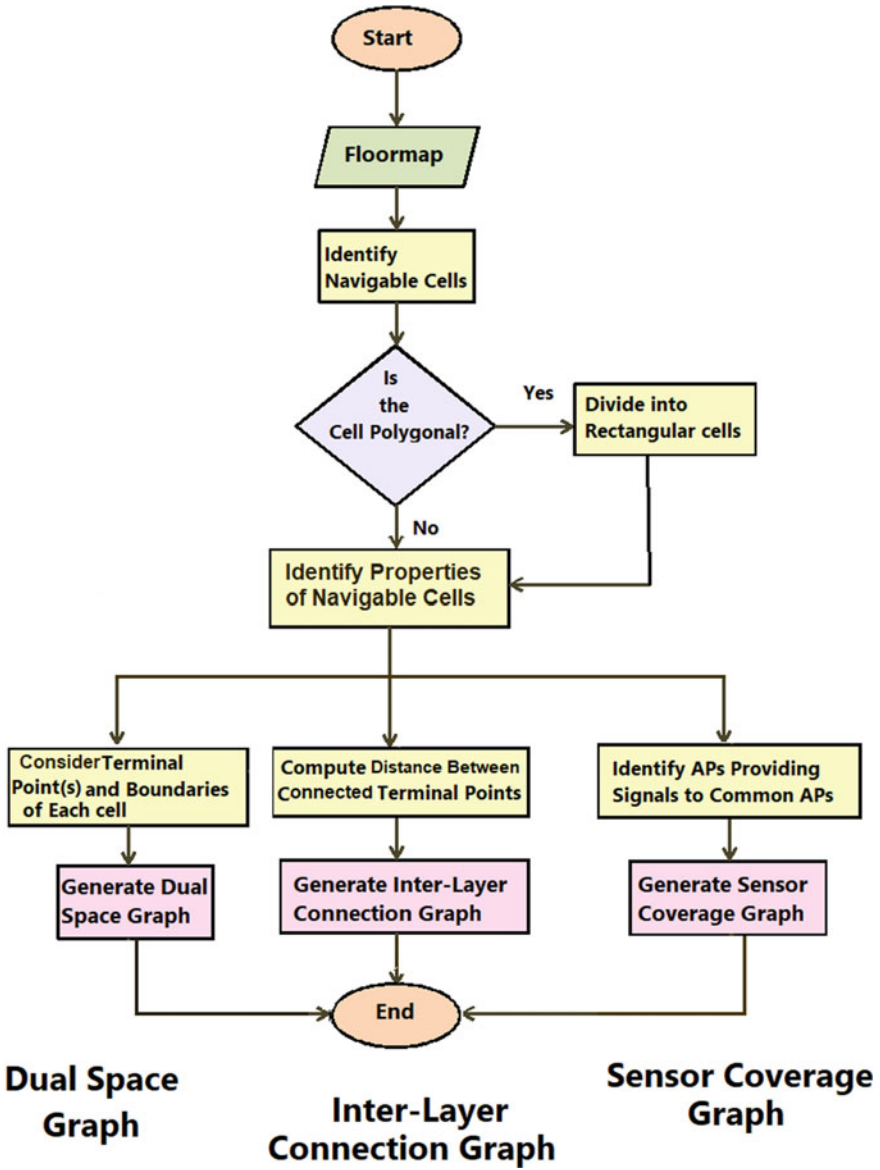 Start
Floormap
Identify
Navigable Cells
Is
the
Cell Polygonal?
Yes
Divide into
Rectangular cells
No
Identify Properties
of Navigable Cells
Consider Terminal
Point(s) and Boundaries
of Each cell
Compute Distance Between
Connected Terminal Points
Identify APs Providing
Signals to Common APs
Generate Dual
Space Graph
Generate Inter-Layer
Connection Graph
Generate Sensor
Coverage Graph
End
Dual Space
Graph
Inter-Layer
Connection Graph
Sensor Coverage
Graph